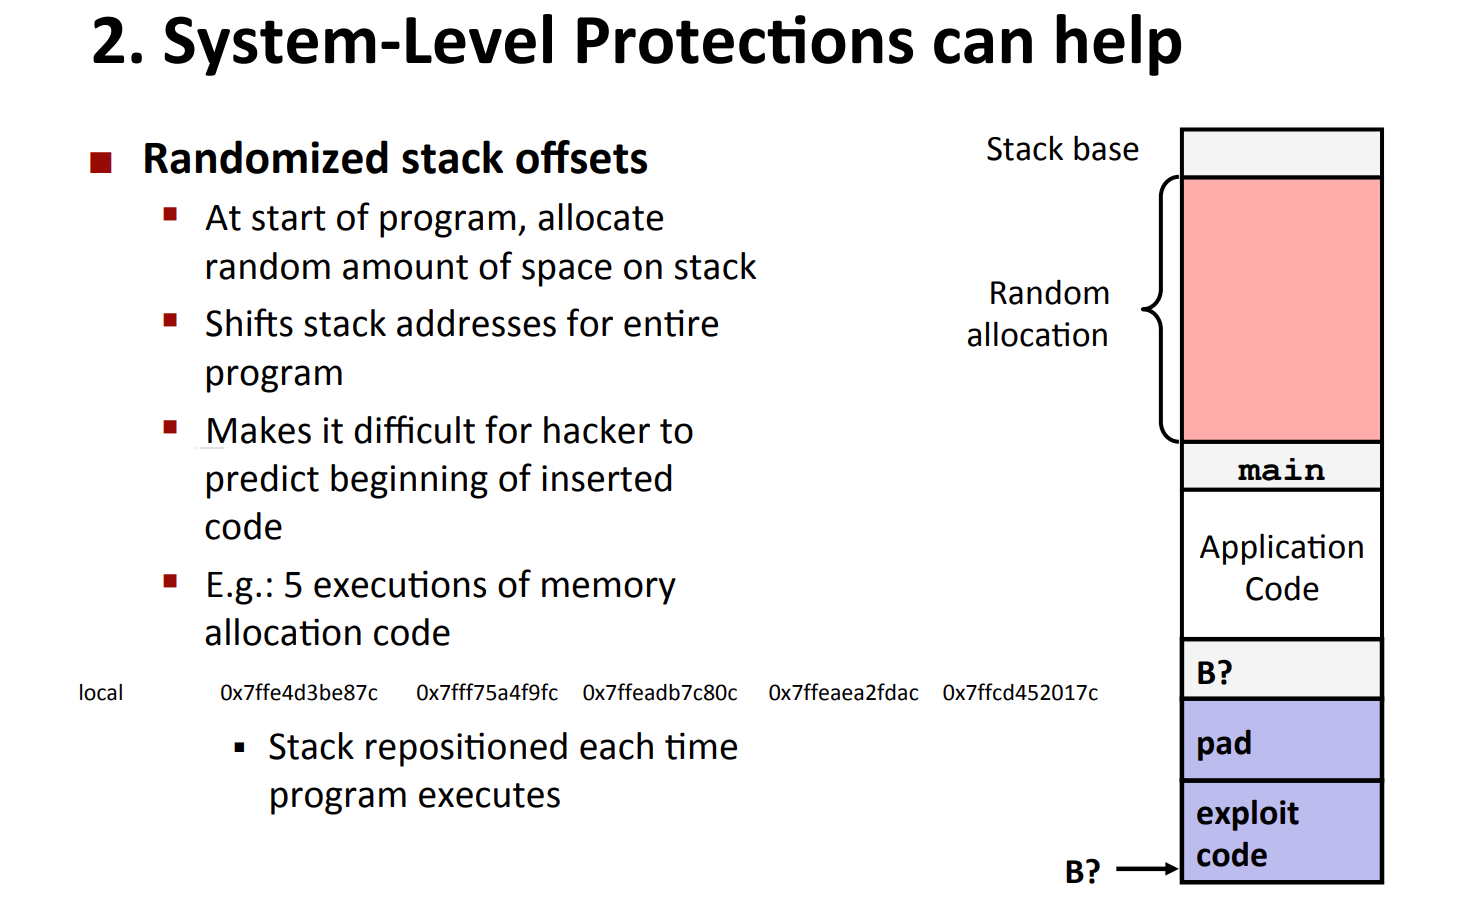 2. System-Level Protections can help
Randomized stack offsets
At start of program, allocate
random amount of space on stack
Shifts stack addresses for entire
program
Makes it difficult for hacker to
predict beginning of inserted
code
E.g.: 5 executions of memory
allocation code
local 0x7ffe4d3be87c 0x7fff75a4f9fc 0x7ffeadb7c80c 0x7ffeaea2fdac 0x7ffcd452017c
Stack repositioned each time
program executes
Stack base
Random
allocation
main
Application
Code
B?
pad
exploit
code
B?